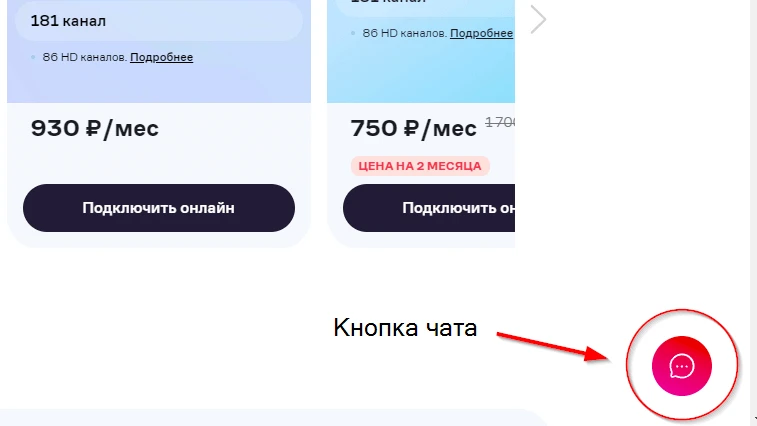 181 канал
86 HD каналов. Подробнее
86 HD каналов. Подробнее
930 ₽/мес
750 ₽/мес
ЦЕНА НА 2 МЕСЯЦА
Подключить онлайн
Подключить
Кнопка чата